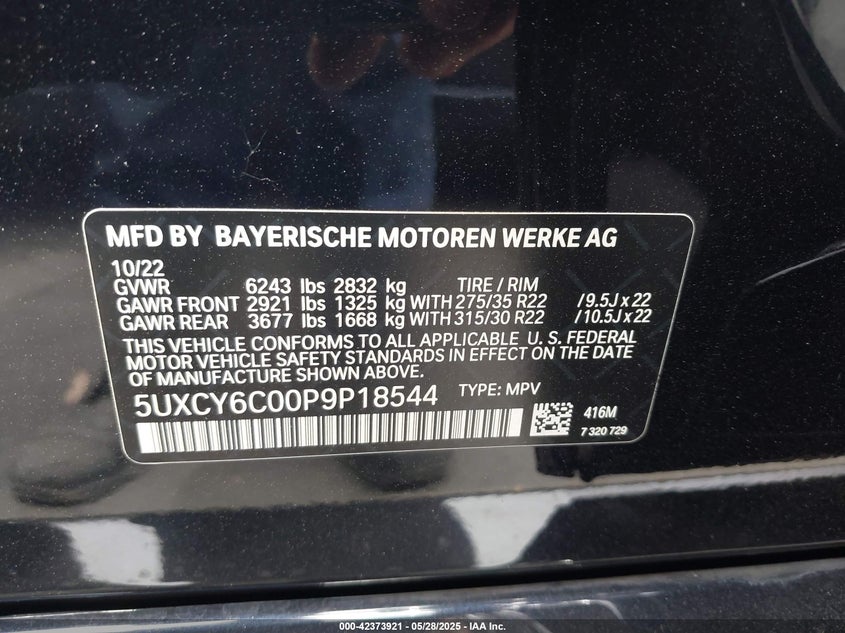 MFD BY BAYERISCHE MOTOREN WERKE AG
10/22
GVWR 6243 lbs 2832 kg TIRE / RIM
GAWR FRONT 2921 lbs 1325 kg WITH 275/35 R22 / 9.5J x 22
GAWR REAR 3677 lbs 1668 kg WITH 315/30 R22 / 10.5J x 22
THIS VEHICLE CONFORMS TO ALL APPLICABLE U. S. FEDERAL
MOTOR VEHICLE SAFETY STANDARDS IN EFFECT ON THE DATE
OF MANUFACTURE SHOWN ABOVE.
5UXCY6C00P9P18544 TYPE: MPV
416M
7 320 729
000-42373921 - 05/28/2025 - IAA Inc.